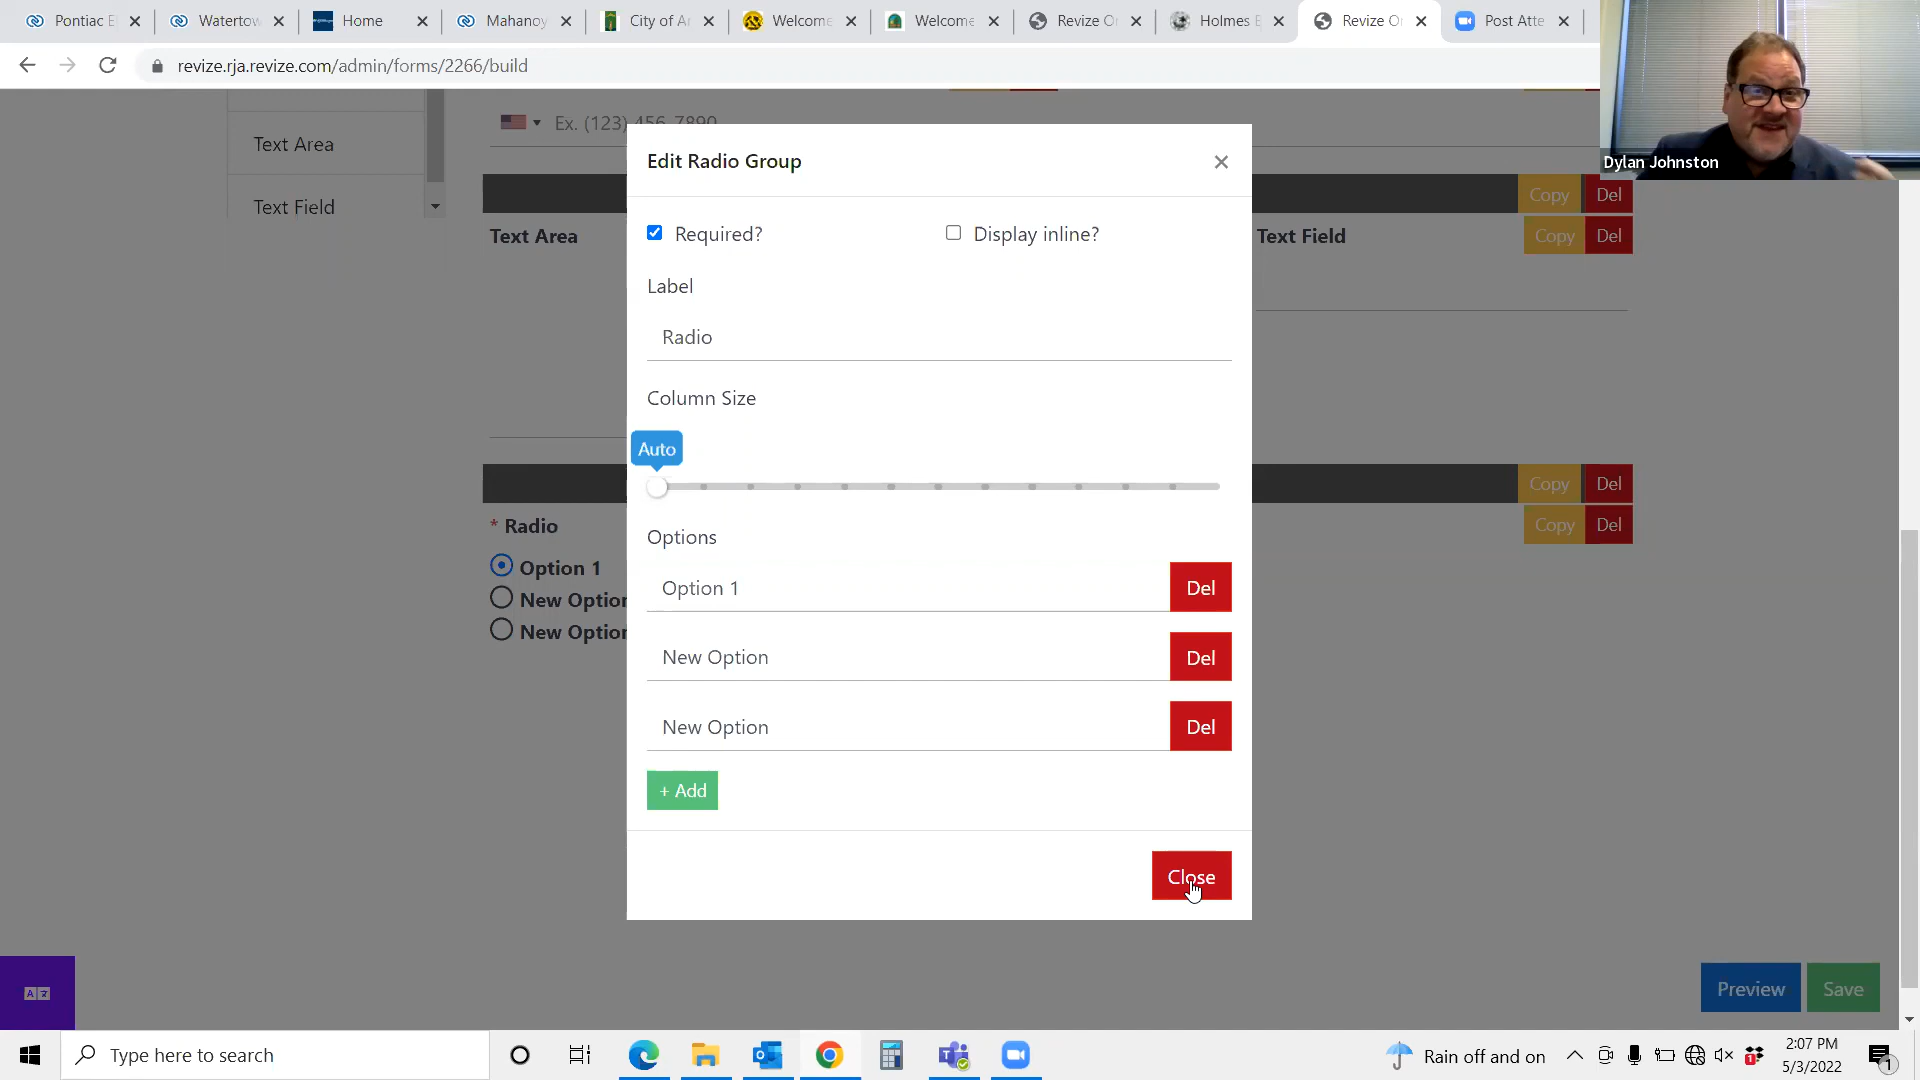 Pontiac E
Watertow
Home
Mahanoy
City of A
Welcome
Welcome
Revize O
Holmes
Revize O
Post Atte
revize.rja.revize.com/admin/forms/2266/build
Dylan Johnston
Text Area
Text Field
Ex. (123) 456-7890
Copy Del
Text Area
Text Field
Copy Del
Copy Del
* Radio
Copy Del
Option 1
New Option
New Option
Edit Radio Group
×
Required?
Display inline?
Label
Radio
Column Size
Auto
Options
Option 1
Del
New Option
Del
New Option
Del
+ Add
Close
Preview
Save
Type here to search
Rain off and on
2:07 PM
5/3/2022
1